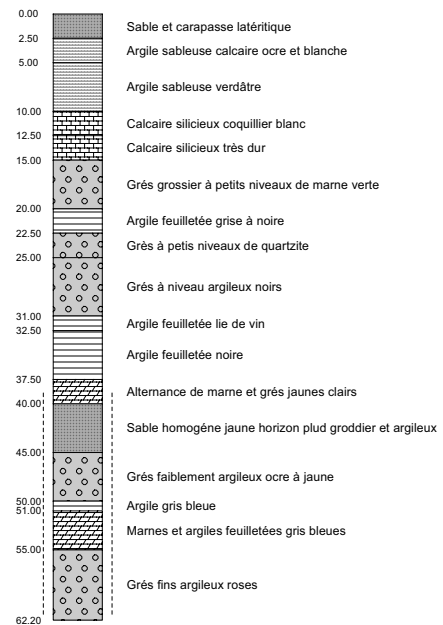 0.00
Sable et carapasse latéritique
2.50
Argile sableuse calcaire ocre et blanche
5.00
Argile sableuse verdâtre
10.00
Calcaire silicieux coquillier blanc
12.50
Calcaire silicieux très dur
15.00
Grés grossier à petits niveaux de marne verte
20.00
Argile feuilletée grise à noire
22.50
Grès à petis niveaux de quartzite
25.00
Grés à niveau argileux noirs
31.00
Argile feuilletée lie de vin
32.50
Argile feuilletée noire
37.50
Alternance de marne et grés jaunes clairs
40.00
Sable homogéne jaune horizon plud groddier et argileux
45.00
Grés faiblement argileux ocre à jaune
50.00
Argile gris bleue
51.00
Marnes et argiles feuilletées gris bleues
55.00
Grés fins argileux roses
62.20